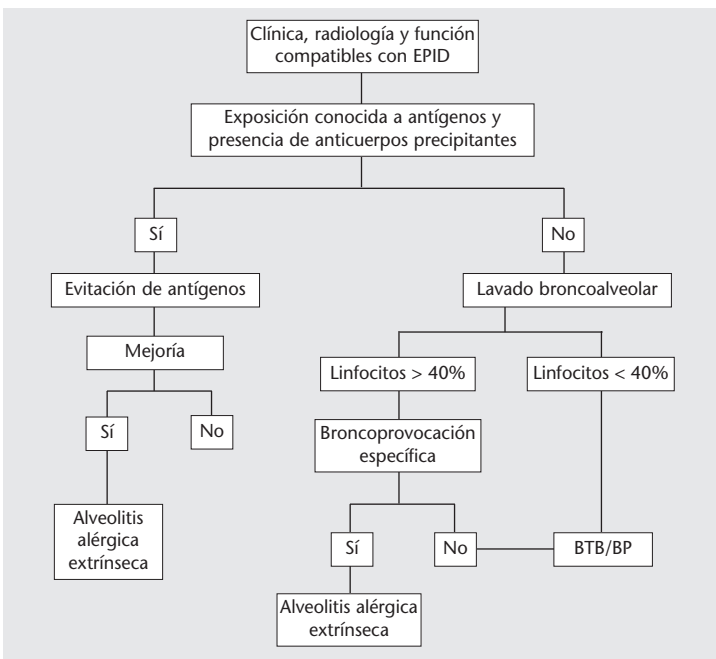 Clínica, radiología y función
compatibles con EPID
Exposición conocida a antígenos y
presencia de anticuerpos precipitantes
Sí
No
Evitación de antígenos
Lavado broncoalveolar
Mejoría
Linfocitos > 40%
Linfocitos < 40%
Sí
No
Broncoprovocación
específica
Alveolitis
alérgica
extrínseca
Sí
No
BTB/BP
Alveolitis alérgica
extrínseca